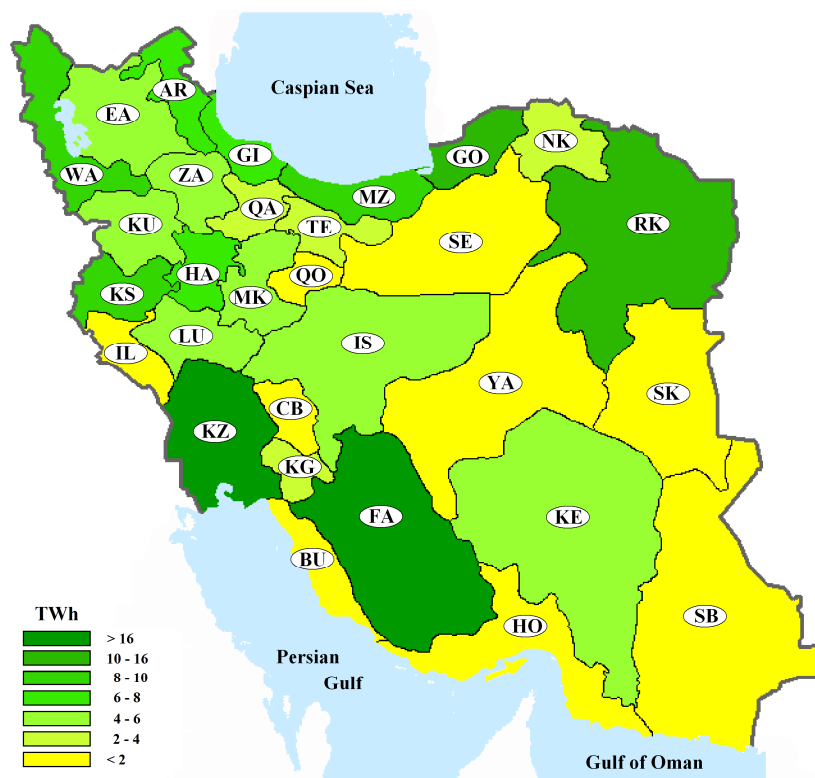 Caspian Sea
AR
EA
GI
GO
NK
WA
ZA
MZ
QA
KU
TE
RK
SE
HA
QO
KS
MK
LU
IS
IL
YA
SK
CB
KZ
KG
FA
KE
BU
HO
SB
TWh
> 16
10 - 16
8 - 10
6 - 8
4 - 6
2 - 4
< 2
Persian
Gulf
Gulf of Oman